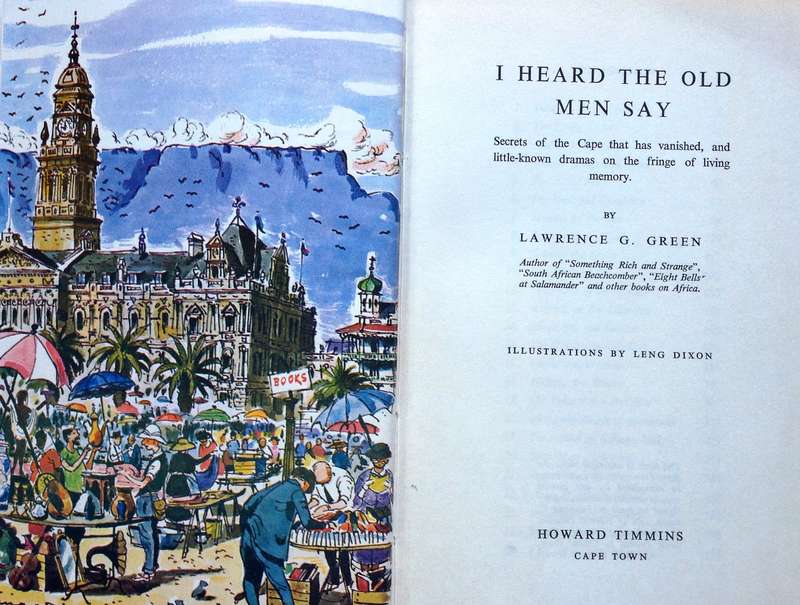 BOOKS
I HEARD THE OLD
MEN SAY
Secrets of the Cape that has vanished, and
little-known dramas on the fringe of living
memory.
BY
LAWRENCE G. GREEN
Author of "Something Rich and Strange",
"South African Beachcomber", "Eight Bells
at Salamander" and other books on Africa.
ILLUSTRATIONS BY LENG DIXON
HOWARD TIMMINS
CAPE TOWN